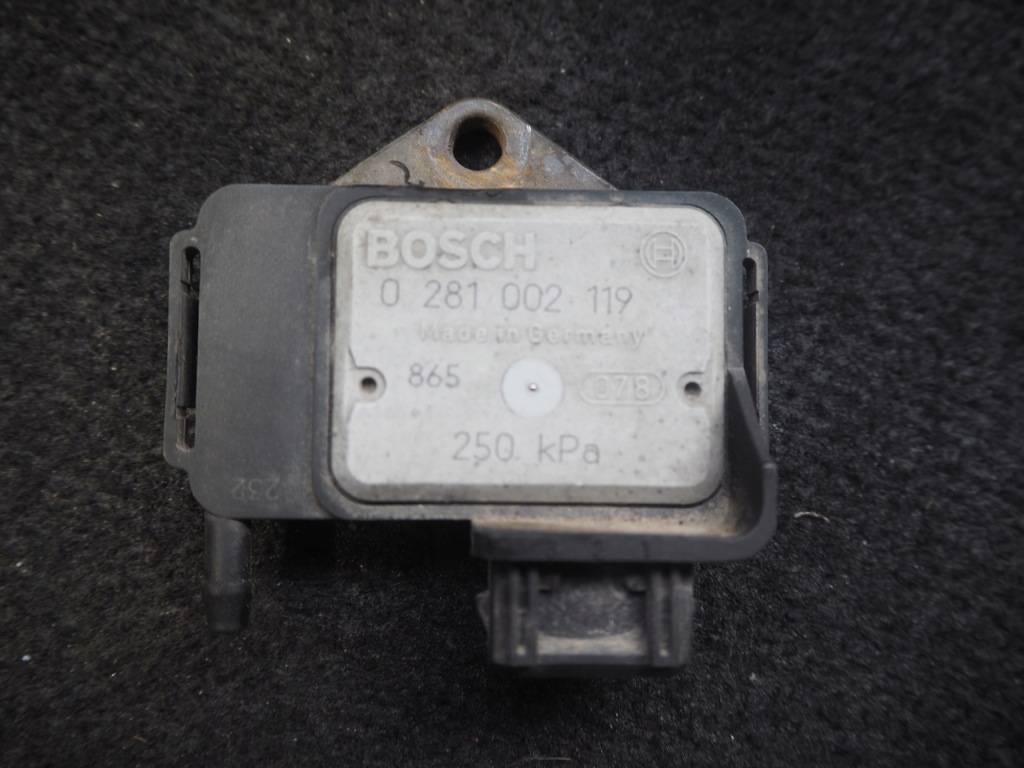 BOSCH
0 281 002 119
Made in Germany
865 078
250 kPa
232